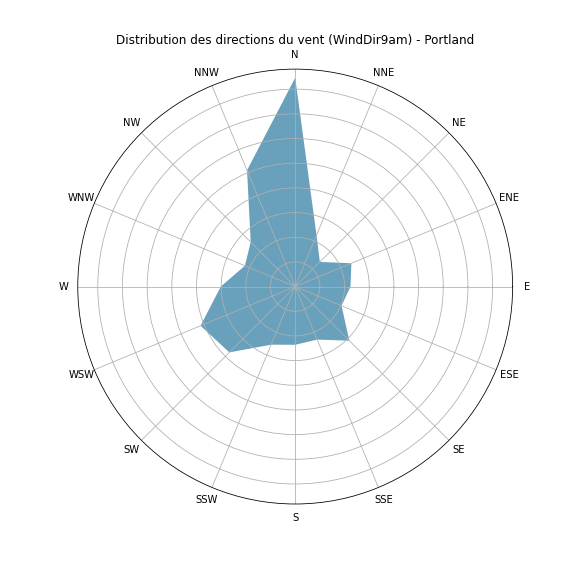 Distribution des directions du vent (WindDir9am) - Portland
N
NNW
NNE
NW
NE
WNW
ENE
W
E
WSW
ESE
SW
SE
SSW
SSE
S